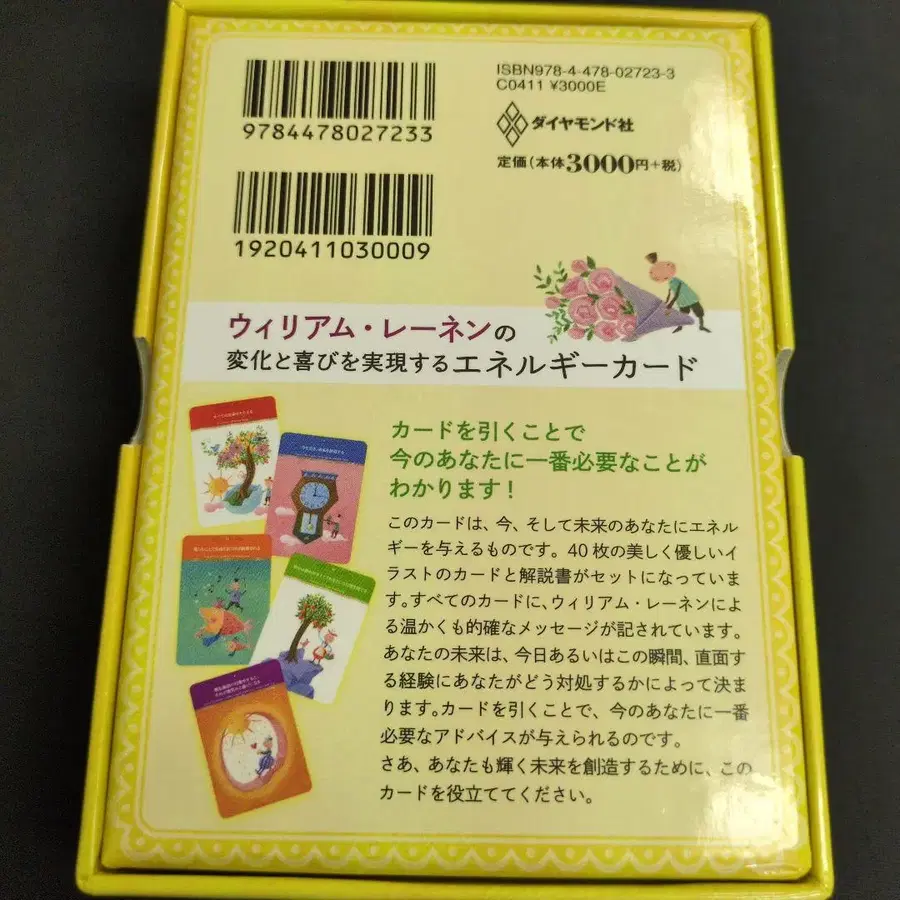 ISBN978-4-478-02723-3
C0411 ¥3000E
9784478027233
ダイヤモンド社
定価(本体3000円+税)
1920411030009
ウィリアム・レーネンの
変化と喜びを実現するエネルギーカード
カードを引くことで
今のあなたに一番必要なことが
わかります!
このカードは、今、そして未来のあなたにエネル
ギーを与えるものです。40枚の美しく優しいイ
ラストのカードと解説書がセットになっていま
す。すべてのカードに、ウィリアム・レーネンによ
る温かくも的確なメッセージが記されています。
あなたの未来は、今日あるいはこの瞬間、直面す
る経験にあなたがどう対処するかによって決ま
ります。カードを引くことで、今のあなたに一番
必要なアドバイスが与えられるのです。
さあ、あなたも輝く未来を創造するために、この
カードを役立ててください。